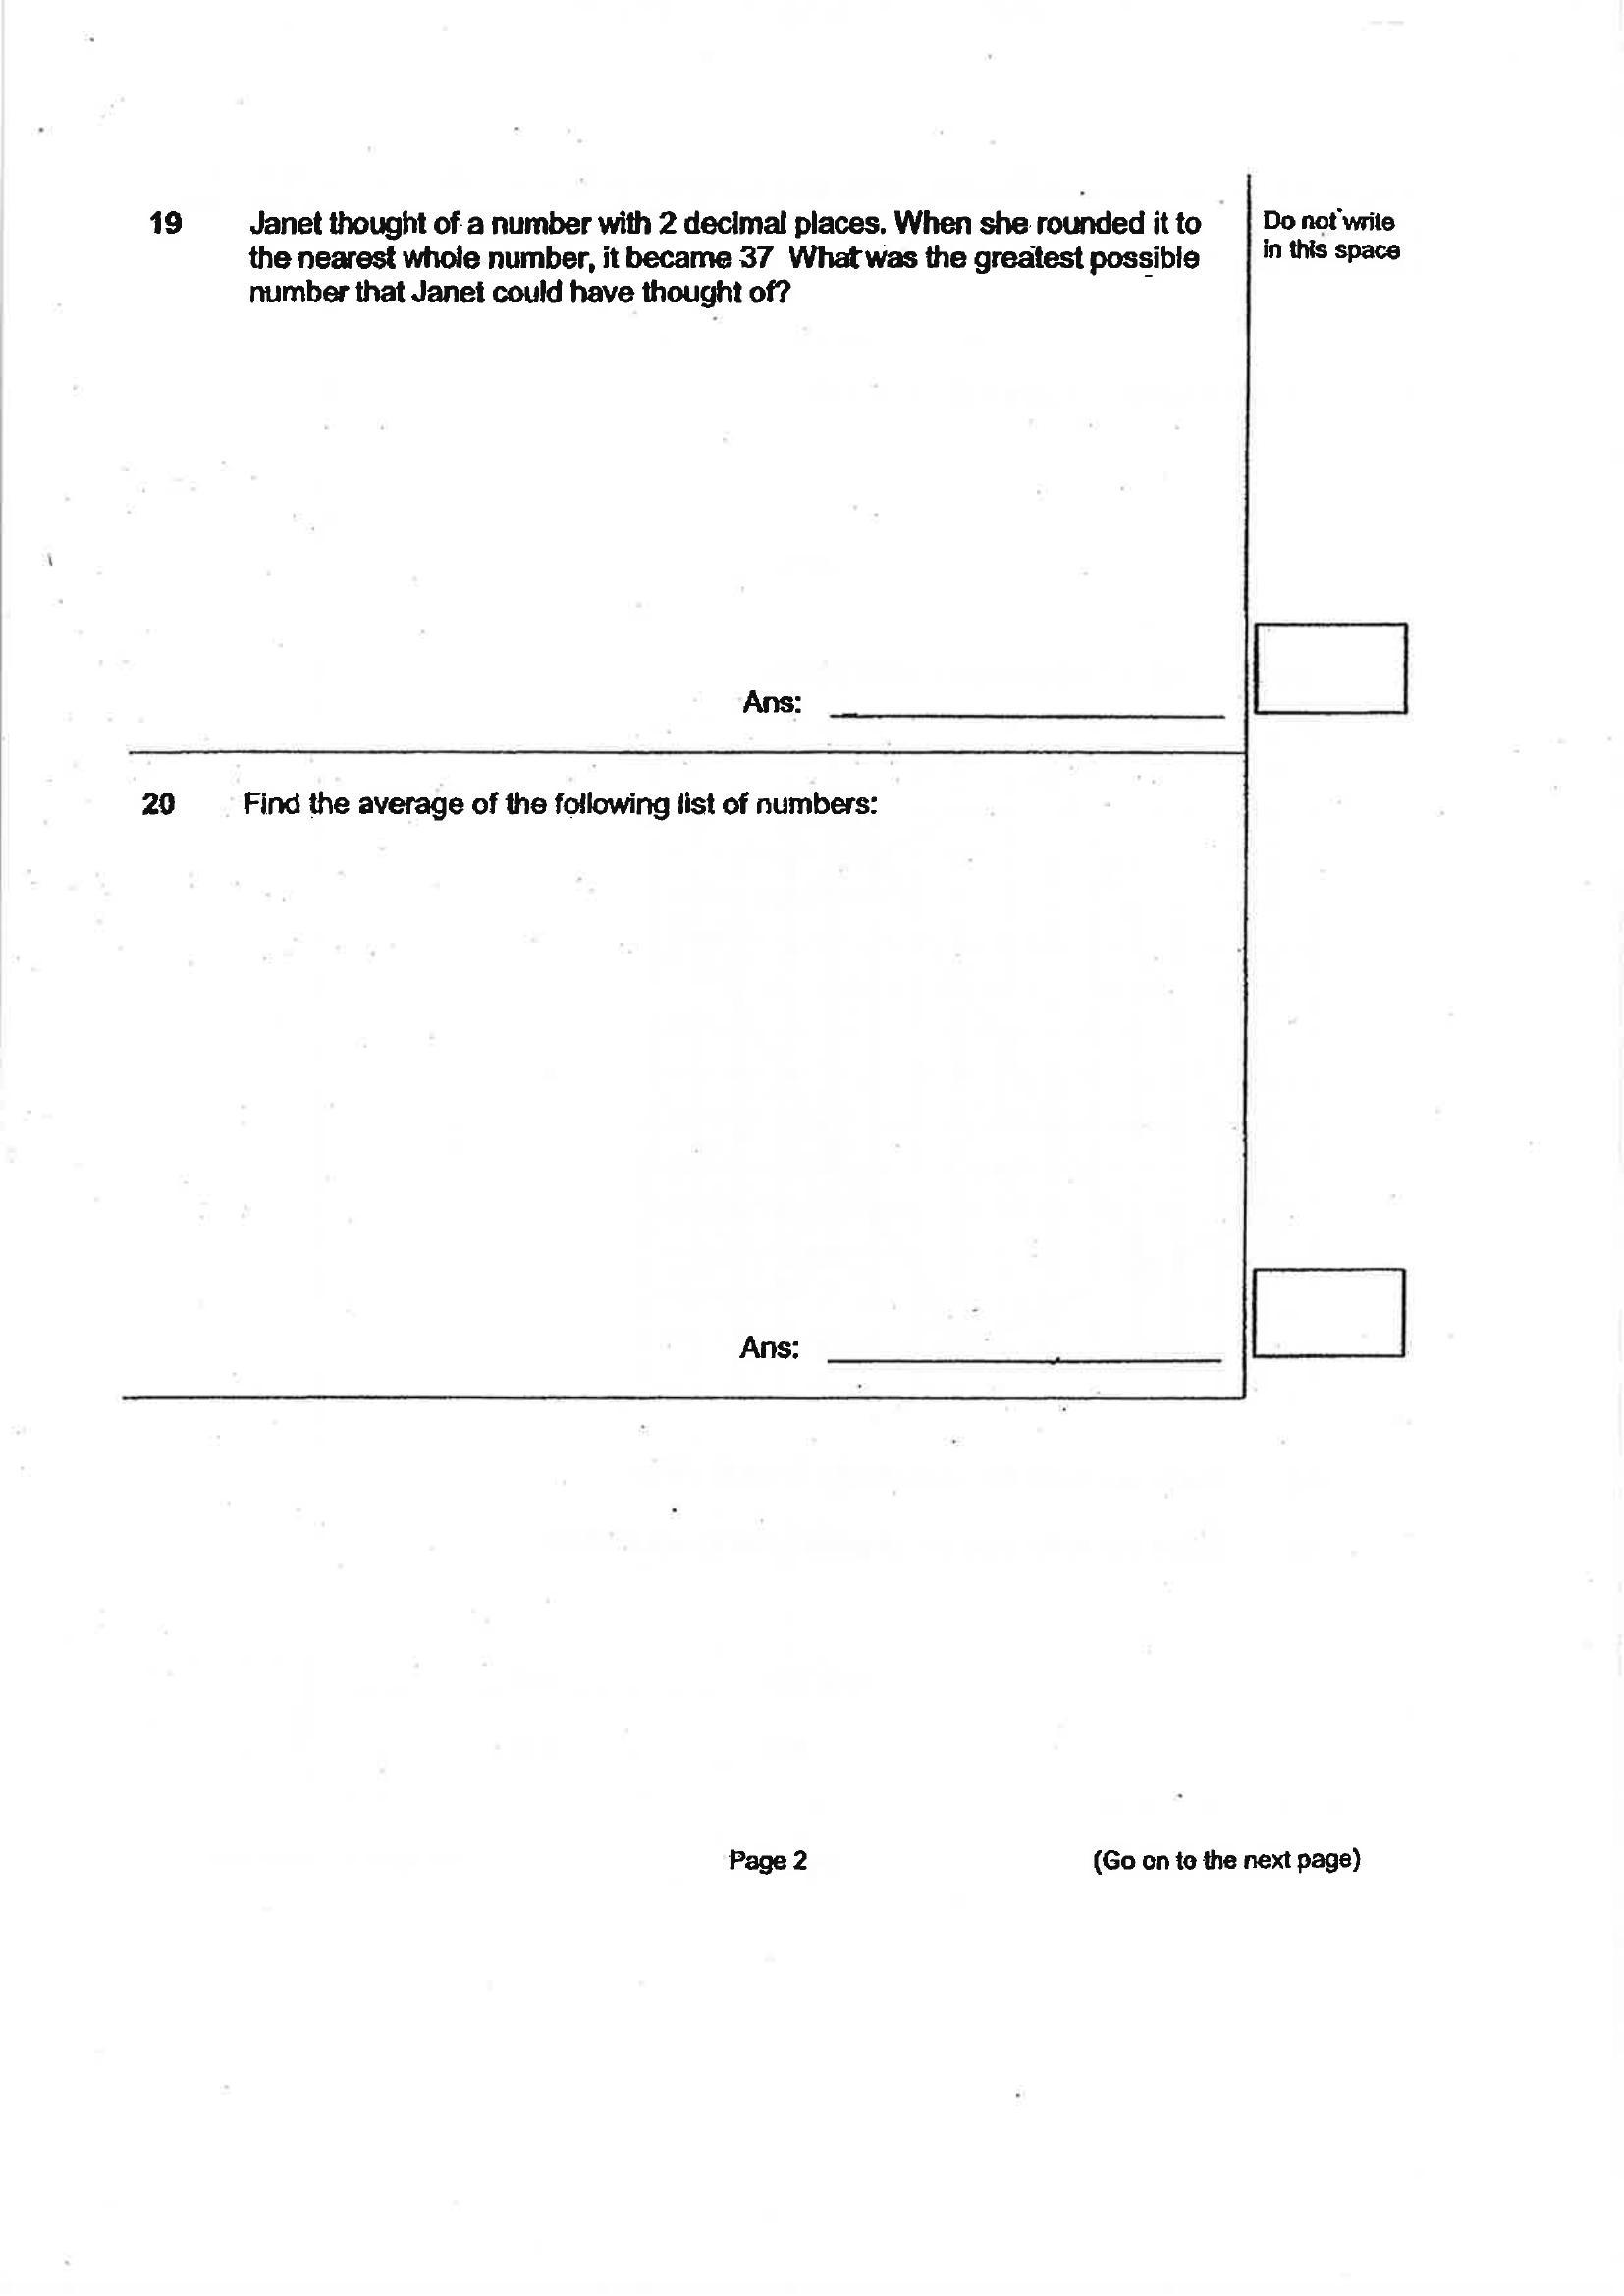 19 Janet thought of a number with 2 decimal places. When she rounded it to
the nearest whole number, it became 37 What was the greatest possible
number that Janet could have thought of?
Do not write
in this space
Ans:
20 Find the average of the following list of numbers:
Ans:
Page 2
(Go on to the next page)